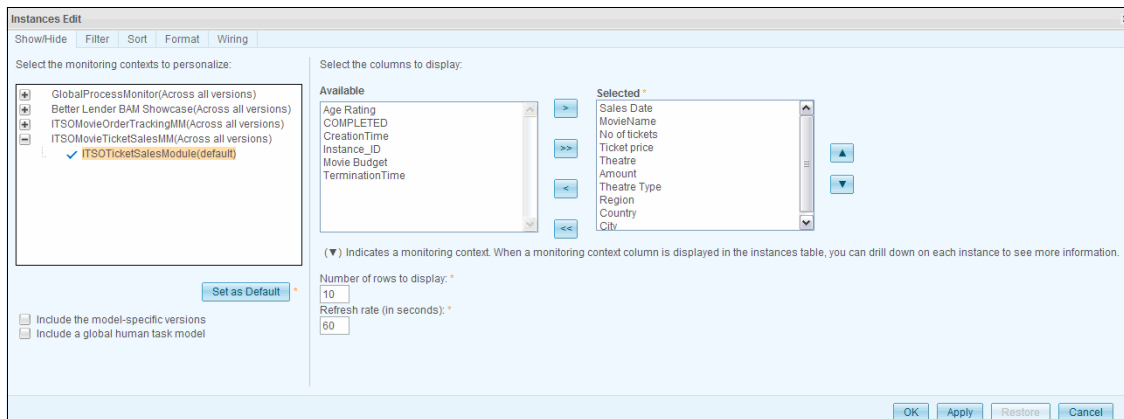 Instances Edit
Show/Hide Filter Sort Format Wiring
Select the monitoring contexts to personalize:
GlobalProcessMonitor(Across all versions)
Better Lender BAM Showcase(Across all versions)
ITSOMovieOrderTrackingMM(Across all versions)
ITSOMovieTicketSalesMM(Across all versions)
ITSOTicketSalesModule(default)
Set as Default *
Include the model-specific versions
Include a global human task model
Select the columns to display:
Available
Age Rating
COMPLETED
CreationTime
Instance_ID
Movie Budget
TerminationTime
>
>>
<
<<
Selected *
Sales Date
MovieName
No of tickets
Ticket price
Theatre
Amount
Theatre Type
Region
Country
City
▲
▼
(▼) Indicates a monitoring context. When a monitoring context column is displayed in the instances table, you can drill down on each instance to see more information.
Number of rows to display: *
10
Refresh rate (in seconds): *
60
OK Apply Restore Cancel